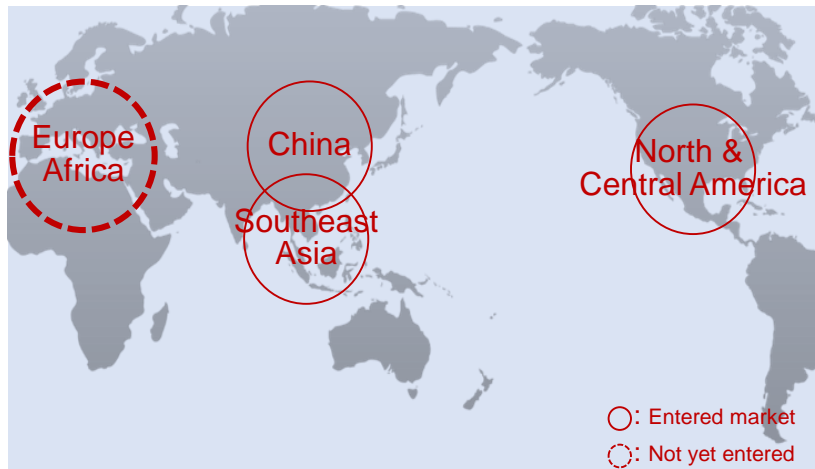 Europe
Africa
China
Southeast
Asia
North &
Central America
: Entered market
: Not yet entered